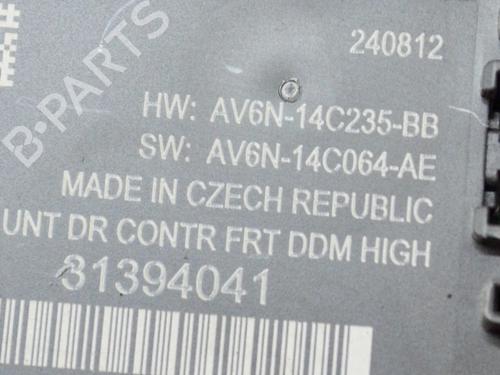 B-PARTS
240812
HW: AV6N-14C235-BB
SW: AV6N-14C064-AE
MADE IN CZECH REPUBLIC
UNT DR CONTR FRT DDM HIGH
31394041